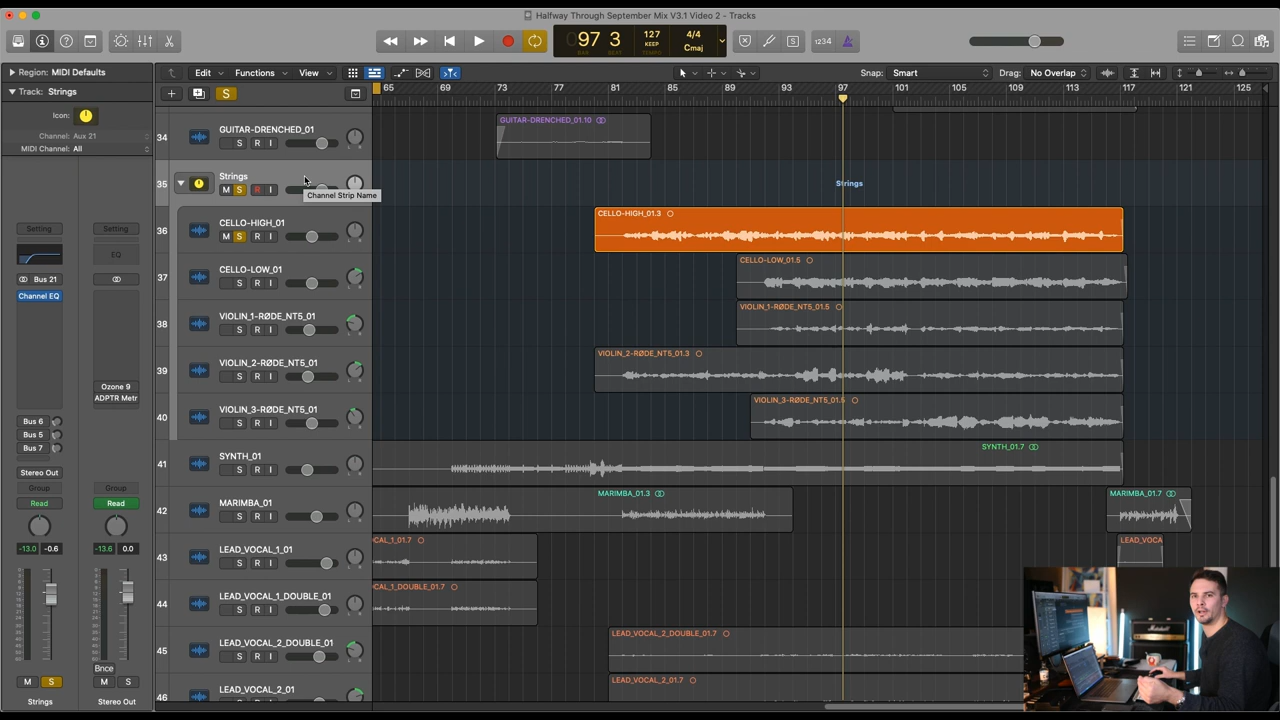 Halfway Through September Mix V3.1 Video 2 - Tracks
97 3
BAR BEAT
127
KEEP
TEMPO
4/4
Cmaj
1234
Region: MIDI Defaults
Edit
Functions
View
Snap: Smart
Drag: No Overlap
Track: Strings
S
65 69 73 77 81 85 89 93 97 101 105 109 113 117 121 125
Icon:
Channel: Aux 21
MIDI Channel: All
34
GUITAR-DRENCHED_01
S R I
GUITAR-DRENCHED_01.10
35
Strings
M S R I
Channel Strip Name
Strings
36
CELLO-HIGH_01
M S R I
CELLO-HIGH_01.3
37
CELLO-LOW_01
S R I
CELLO-LOW_01.5
38
VIOLIN_1-RØDE_NT5_01
S R I
VIOLIN_1-RØDE_NT5_01.5
39
VIOLIN_2-RØDE_NT5_01
S R I
VIOLIN_2-RØDE_NT5_01.3
40
VIOLIN_3-RØDE_NT5_01
S R I
VIOLIN_3-RØDE_NT5_01.5
41
SYNTH_01
S R I
SYNTH_01.7
42
MARIMBA_01
S R I
MARIMBA_01.3
MARIMBA_01.7
43
LEAD_VOCAL_1_01
S R I
CAL_1_01.7
LEAD_VOCA
44
LEAD_VOCAL_1_DOUBLE_01
S R I
CAL_1_DOUBLE_01.7
45
LEAD_VOCAL_2_DOUBLE_01
S R I
LEAD_VOCAL_2_DOUBLE_01.7
46
LEAD_VOCAL_2_01
LEAD_VOCAL_2_01.7
Setting
Setting
EQ
Bus 21
Channel EQ
Ozone 9
ADPTR Metr
Bus 6
Bus 5
Bus 7
Stereo Out
Group
Group
Read
Read
-13.0 -0.6
-13.6 0.0
Bnce
M S
M S
Strings
Stereo Out
Marshall